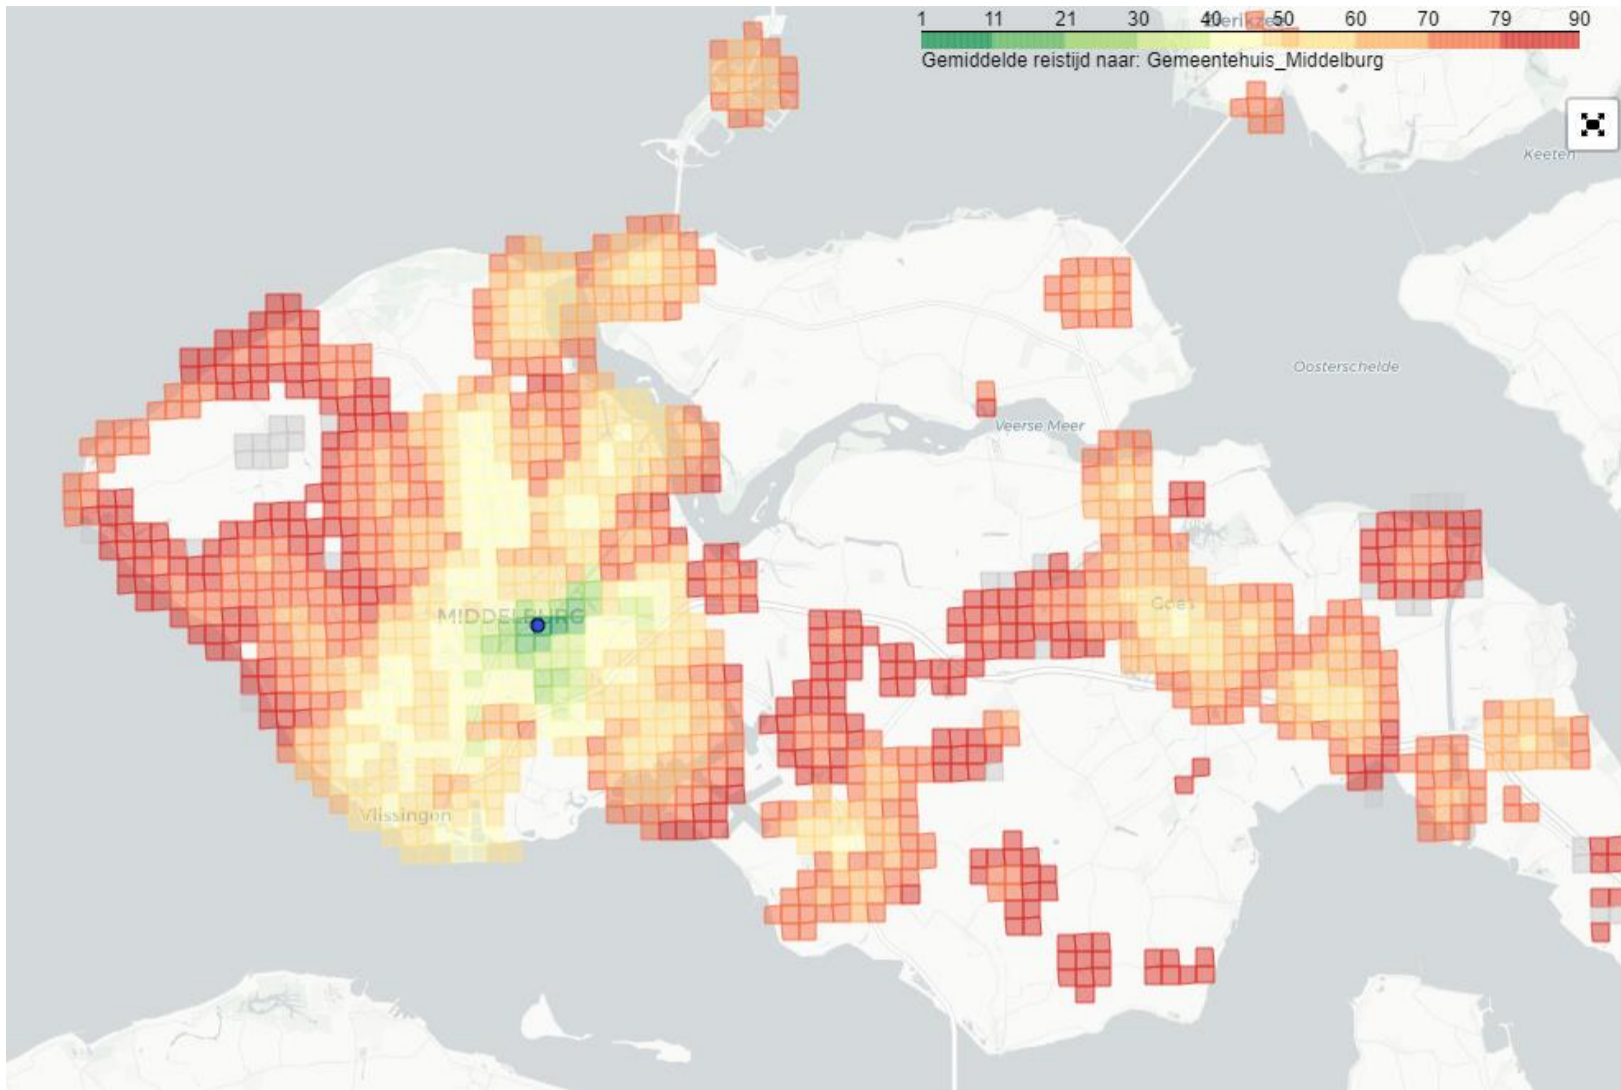 1 11 21 30 40 50 60 70 79 90
Gemiddelde reistijd naar: Gemeentehuis_Middelburg
Keeten
Oosterschelde
Veerse Meer
Goes
MIDDELBURG
Vlissingen